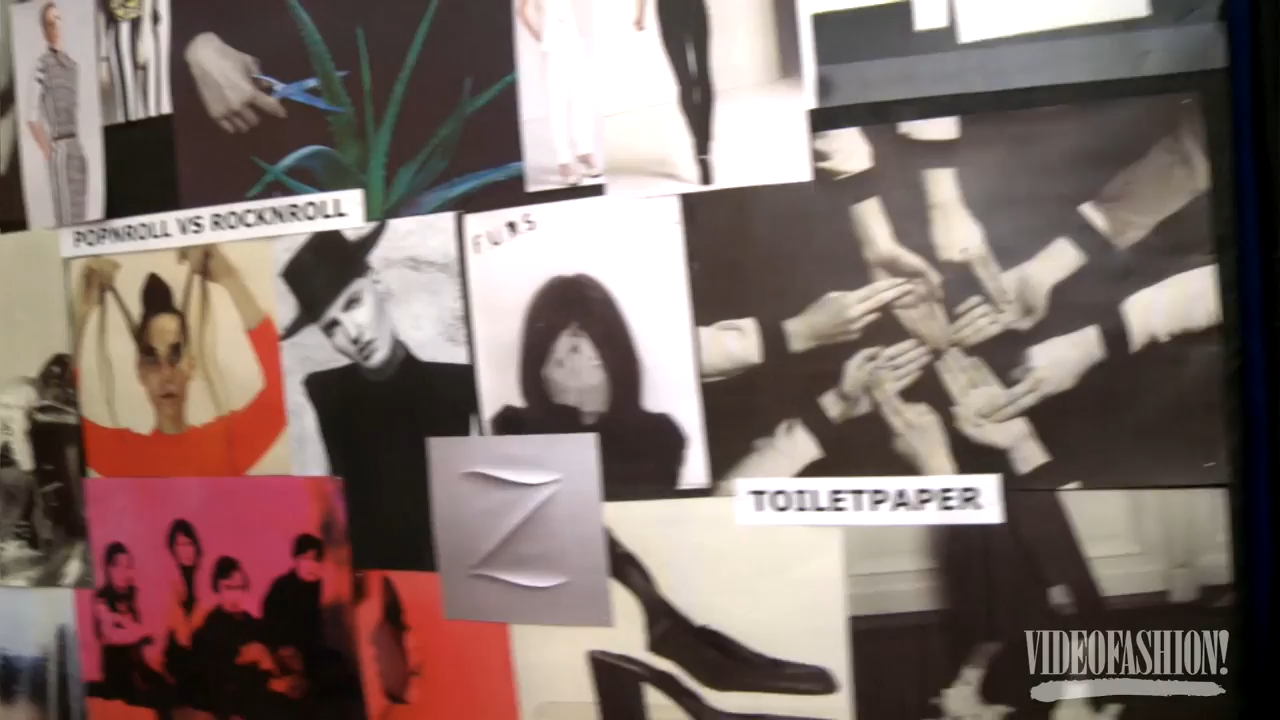 POPNROLL VS ROCKNROLL
FURS
Z
TOILETPAPER
VIDEOFASHION!